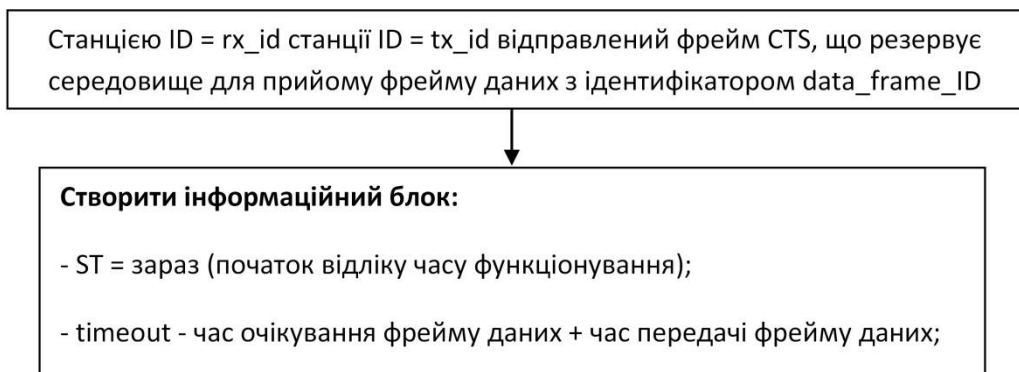 Станцією ID = rx_id станції ID = tx_id відправлений фрейм CTS, що резервує
середовище для прийому фрейму даних з ідентифікатором data_frame_ID
Створити інформаційний блок:
- ST = зараз (початок відліку часу функціонування);
- timeout - час очікування фрейму даних + час передачі фрейму даних;